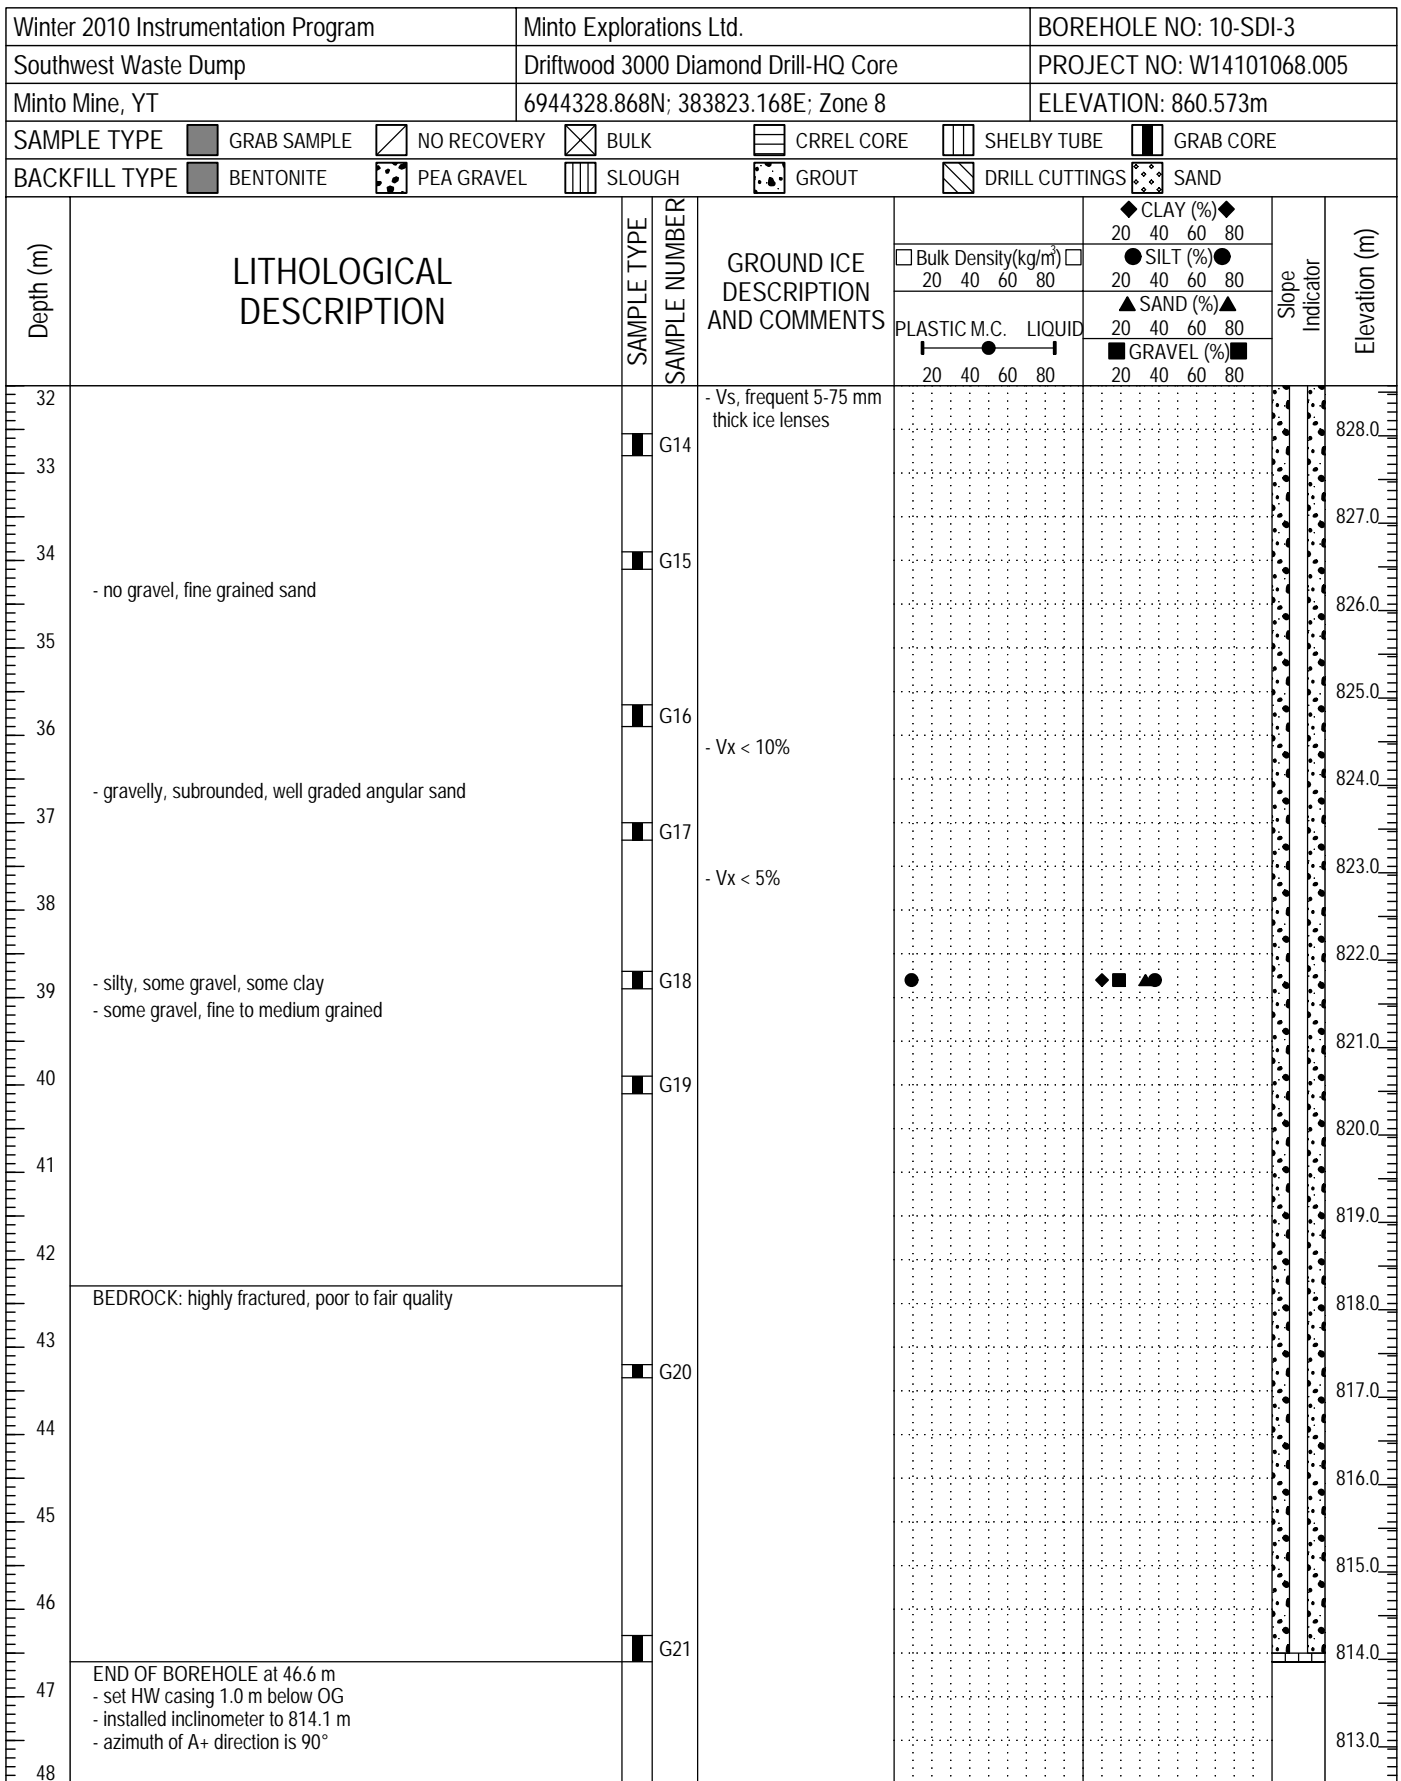 Winter 2010 Instrumentation Program
Minto Explorations Ltd.
BOREHOLE NO: 10-SDI-3
Southwest Waste Dump
Driftwood 3000 Diamond Drill-HQ Core
PROJECT NO: W14101068.005
Minto Mine, YT
6944328.868N; 383823.168E; Zone 8
ELEVATION: 860.573m
SAMPLE TYPE GRAB SAMPLE NO RECOVERY BULK CRREL CORE SHELBY TUBE GRAB CORE
BACKFILL TYPE BENTONITE PEA GRAVEL SLOUGH GROUT DRILL CUTTINGS SAND
Depth (m)
LITHOLOGICAL
DESCRIPTION
SAMPLE TYPE
SAMPLE NUMBER
GROUND ICE
DESCRIPTION
AND COMMENTS
Bulk Density(kg/m³)
20 40 60 80
PLASTIC M.C. LIQUID
20 40 60 80
CLAY (%)
20 40 60 80
SILT (%)
20 40 60 80
SAND (%)
20 40 60 80
GRAVEL (%)
20 40 60 80
Slope
Indicator
Elevation (m)
32
- Vs, frequent 5-75 mm
thick ice lenses
828.0
G14
33
827.0
34
G15
- no gravel, fine grained sand
826.0
35
825.0
G16
36
- Vx < 10%
824.0
- gravelly, subrounded, well graded angular sand
37
G17
823.0
- Vx < 5%
38
822.0
- silty, some gravel, some clay
G18
39
- some gravel, fine to medium grained
821.0
40
G19
820.0
41
819.0
42
BEDROCK: highly fractured, poor to fair quality
818.0
43
G20
817.0
44
816.0
45
815.0
46
G21
814.0
END OF BOREHOLE at 46.6 m
47
- set HW casing 1.0 m below OG
- installed inclinometer to 814.1 m
- azimuth of A+ direction is 90°
813.0
48